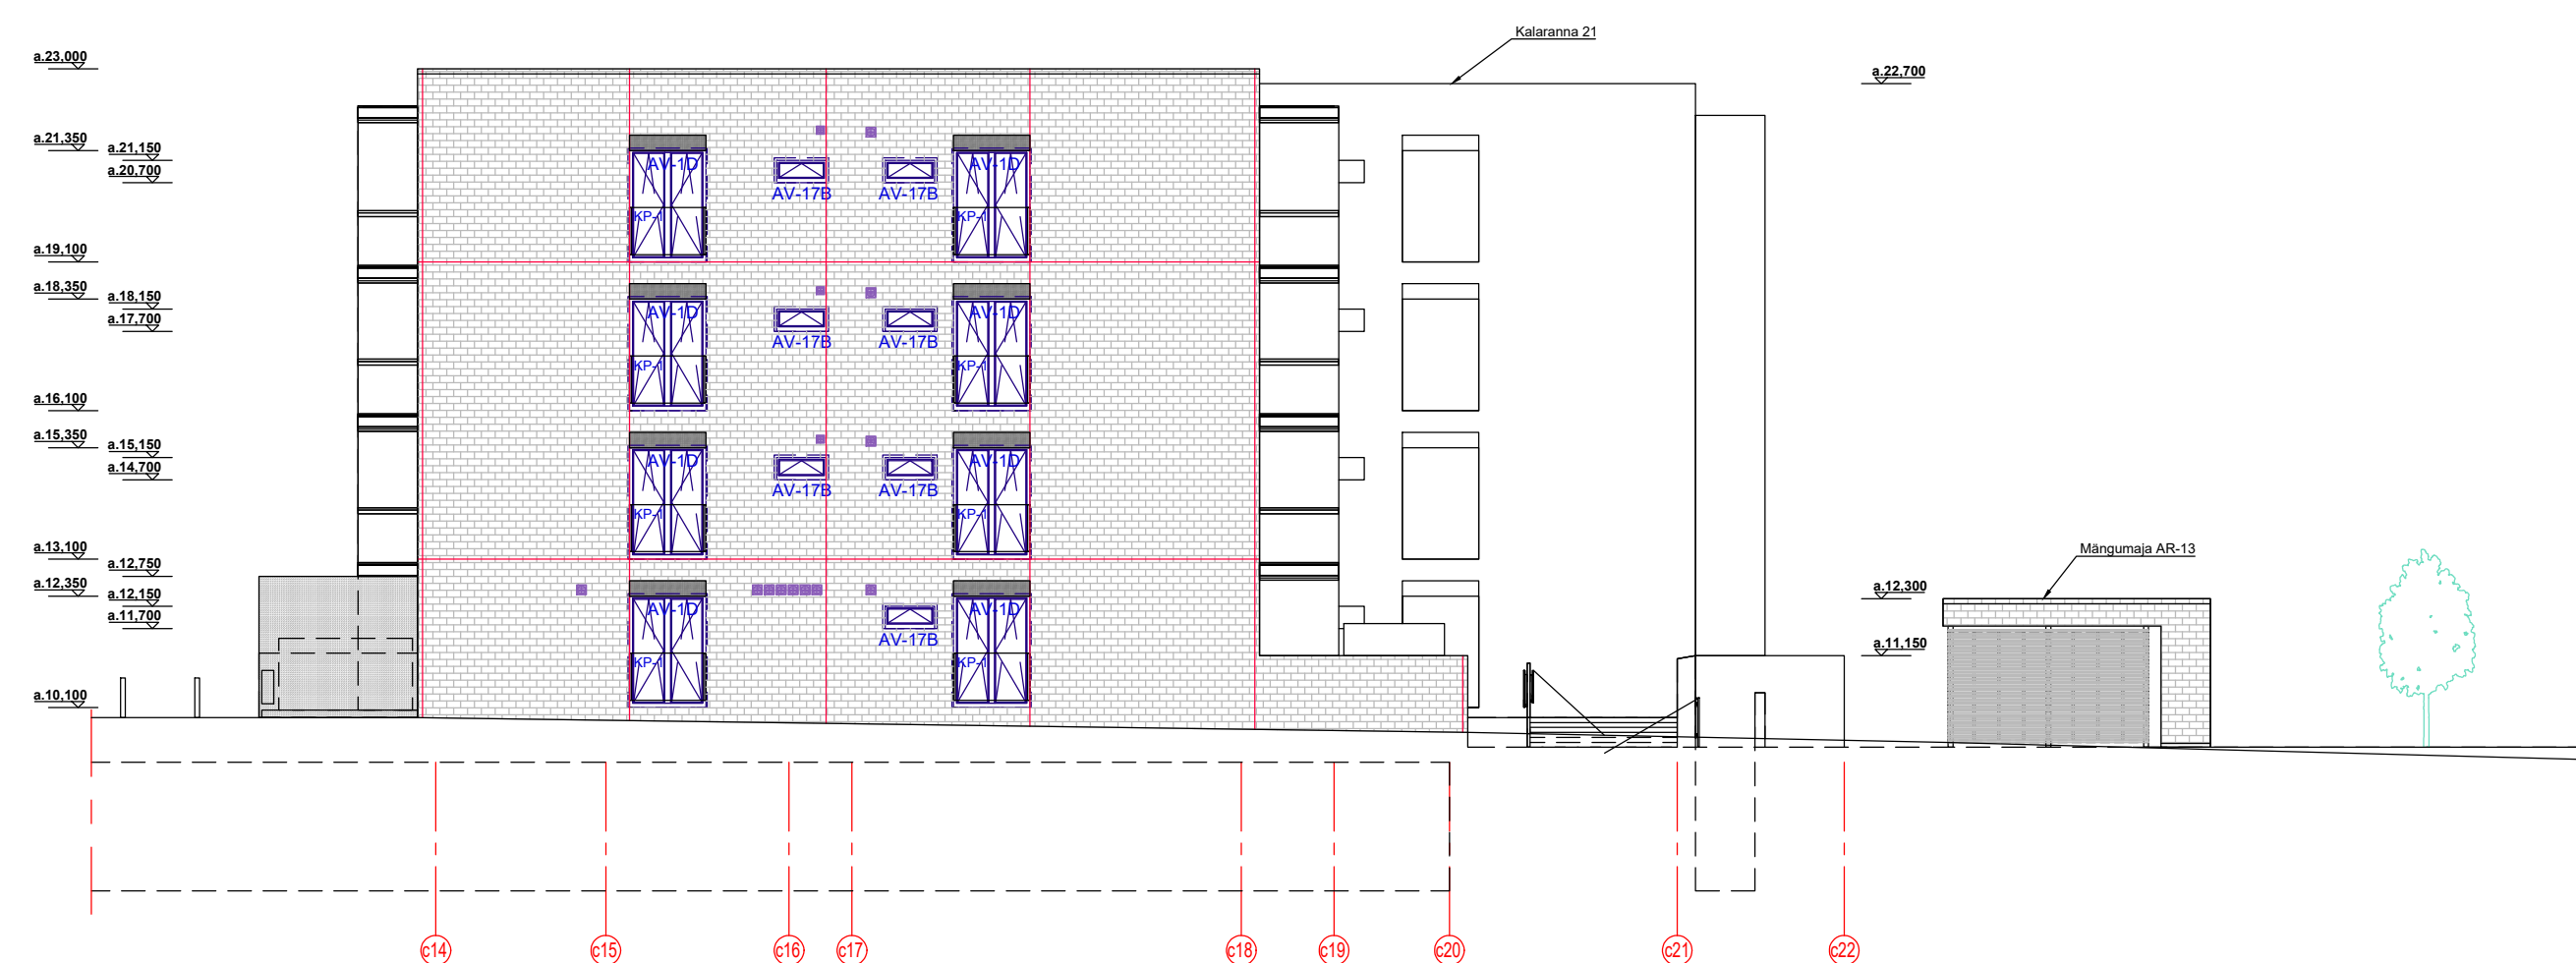 Kalaranna 21
a.23,000
a.22,700
a.21,350
a.21,150
a.20,700
AV-1D
AV-1D
AV-17B
AV-17B
KP-1
KP-1
a.19,100
a.18,350
a.18,150
a.17,700
AV-1D
AV-1D
AV-17B
AV-17B
KP-1
KP-1
a.16,100
a.15,350
a.15,150
a.14,700
AV-1D
AV-1D
AV-17B
AV-17B
KP-1
KP-1
a.13,100
Mängumaja AR-13
a.12,750
a.12,350
a.12,300
a.12,150
a.11,700
AV-1D
AV-1D
AV-17B
a.11,150
KP-1
KP-1
a.10,100
c14
c15
c16
c17
c18
c19
c20
c21
c22